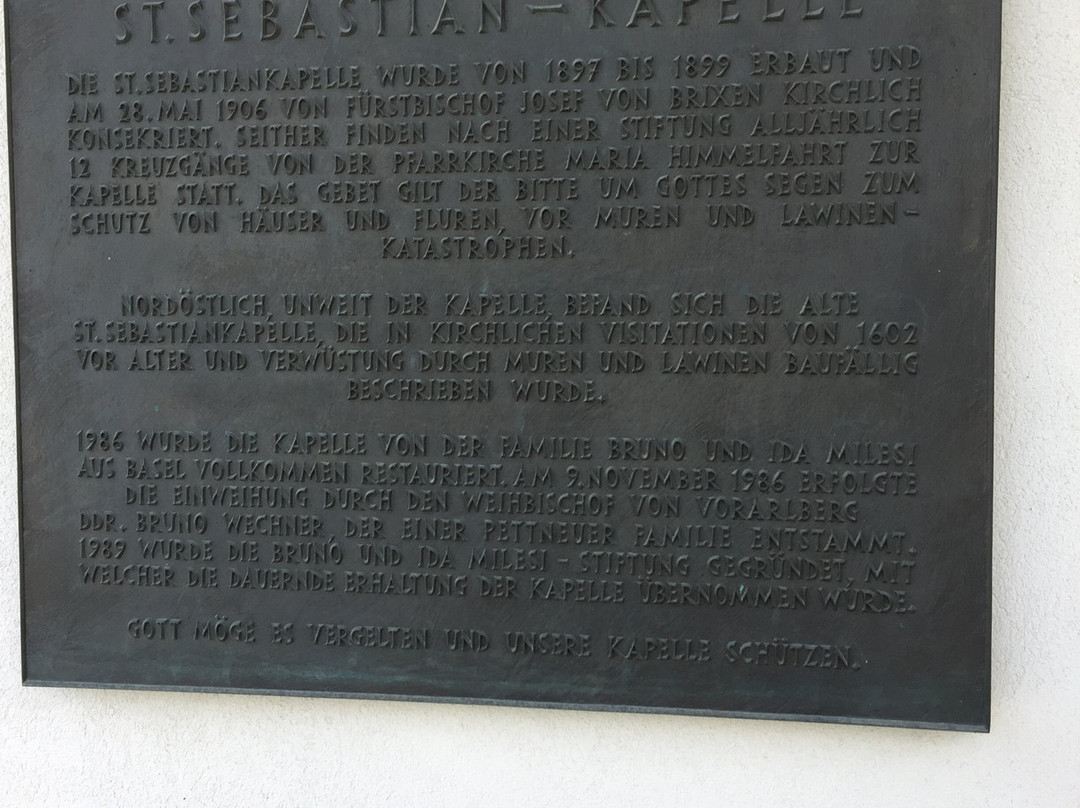 ST. SEBASTIAN – KAPELLE
DIE ST. SEBASTIANKAPELLE WURDE VON 1897 BIS 1899 ERBAUT UND
AM 28. MAI 1906 VON FÜRSTBISCHOF JOSEF VON BRIXEN KIRCHLICH
KONSEKRIERT. SEITHER FINDEN NACH EINER STIFTUNG ALLJÄHRLICH
12 KREUZGÄNGE VON DER PFARRKIRCHE MARIA HIMMELFAHRT ZUR
KAPELLE STATT. DAS GEBET GILT DER BITTE UM GOTTES SEGEN ZUM
SCHUTZ VON HÄUSER UND FLUREN, VOR MUREN UND LAWINEN –
KATASTROPHEN.
NORDÖSTLICH, UNWEIT DER KAPELLE, BEFAND SICH DIE ALTE
ST. SEBASTIANKAPELLE, DIE IN KIRCHLICHEN VISITATIONEN VON 1602
VOR ALTER UND VERWÜSTUNG DURCH MUREN UND LAWINEN BAUFÄLLIG
BESCHRIEBEN WURDE.
1986 WURDE DIE KAPELLE VON DER FAMILIE BRUNO UND IDA MILESI
AUS BASEL VOLLKOMMEN RESTAURIERT. AM 9. NOVEMBER 1986 ERFOLGTE
DIE EINWEIHUNG DURCH DEN WEIHBISCHOF VON VORARLBERG
DDR. BRUNO WECHNER, DER EINER PETTNEUER FAMILIE ENTSTAMMT.
1989 WURDE DIE BRUNO UND IDA MILESI – STIFTUNG GEGRÜNDET, MIT
WELCHER DIE DAUERNDE ERHALTUNG DER KAPELLE ÜBERNOMMEN WURDE.
GOTT MÖGE ES VERGELTEN UND UNSERE KAPELLE SCHÜTZEN.